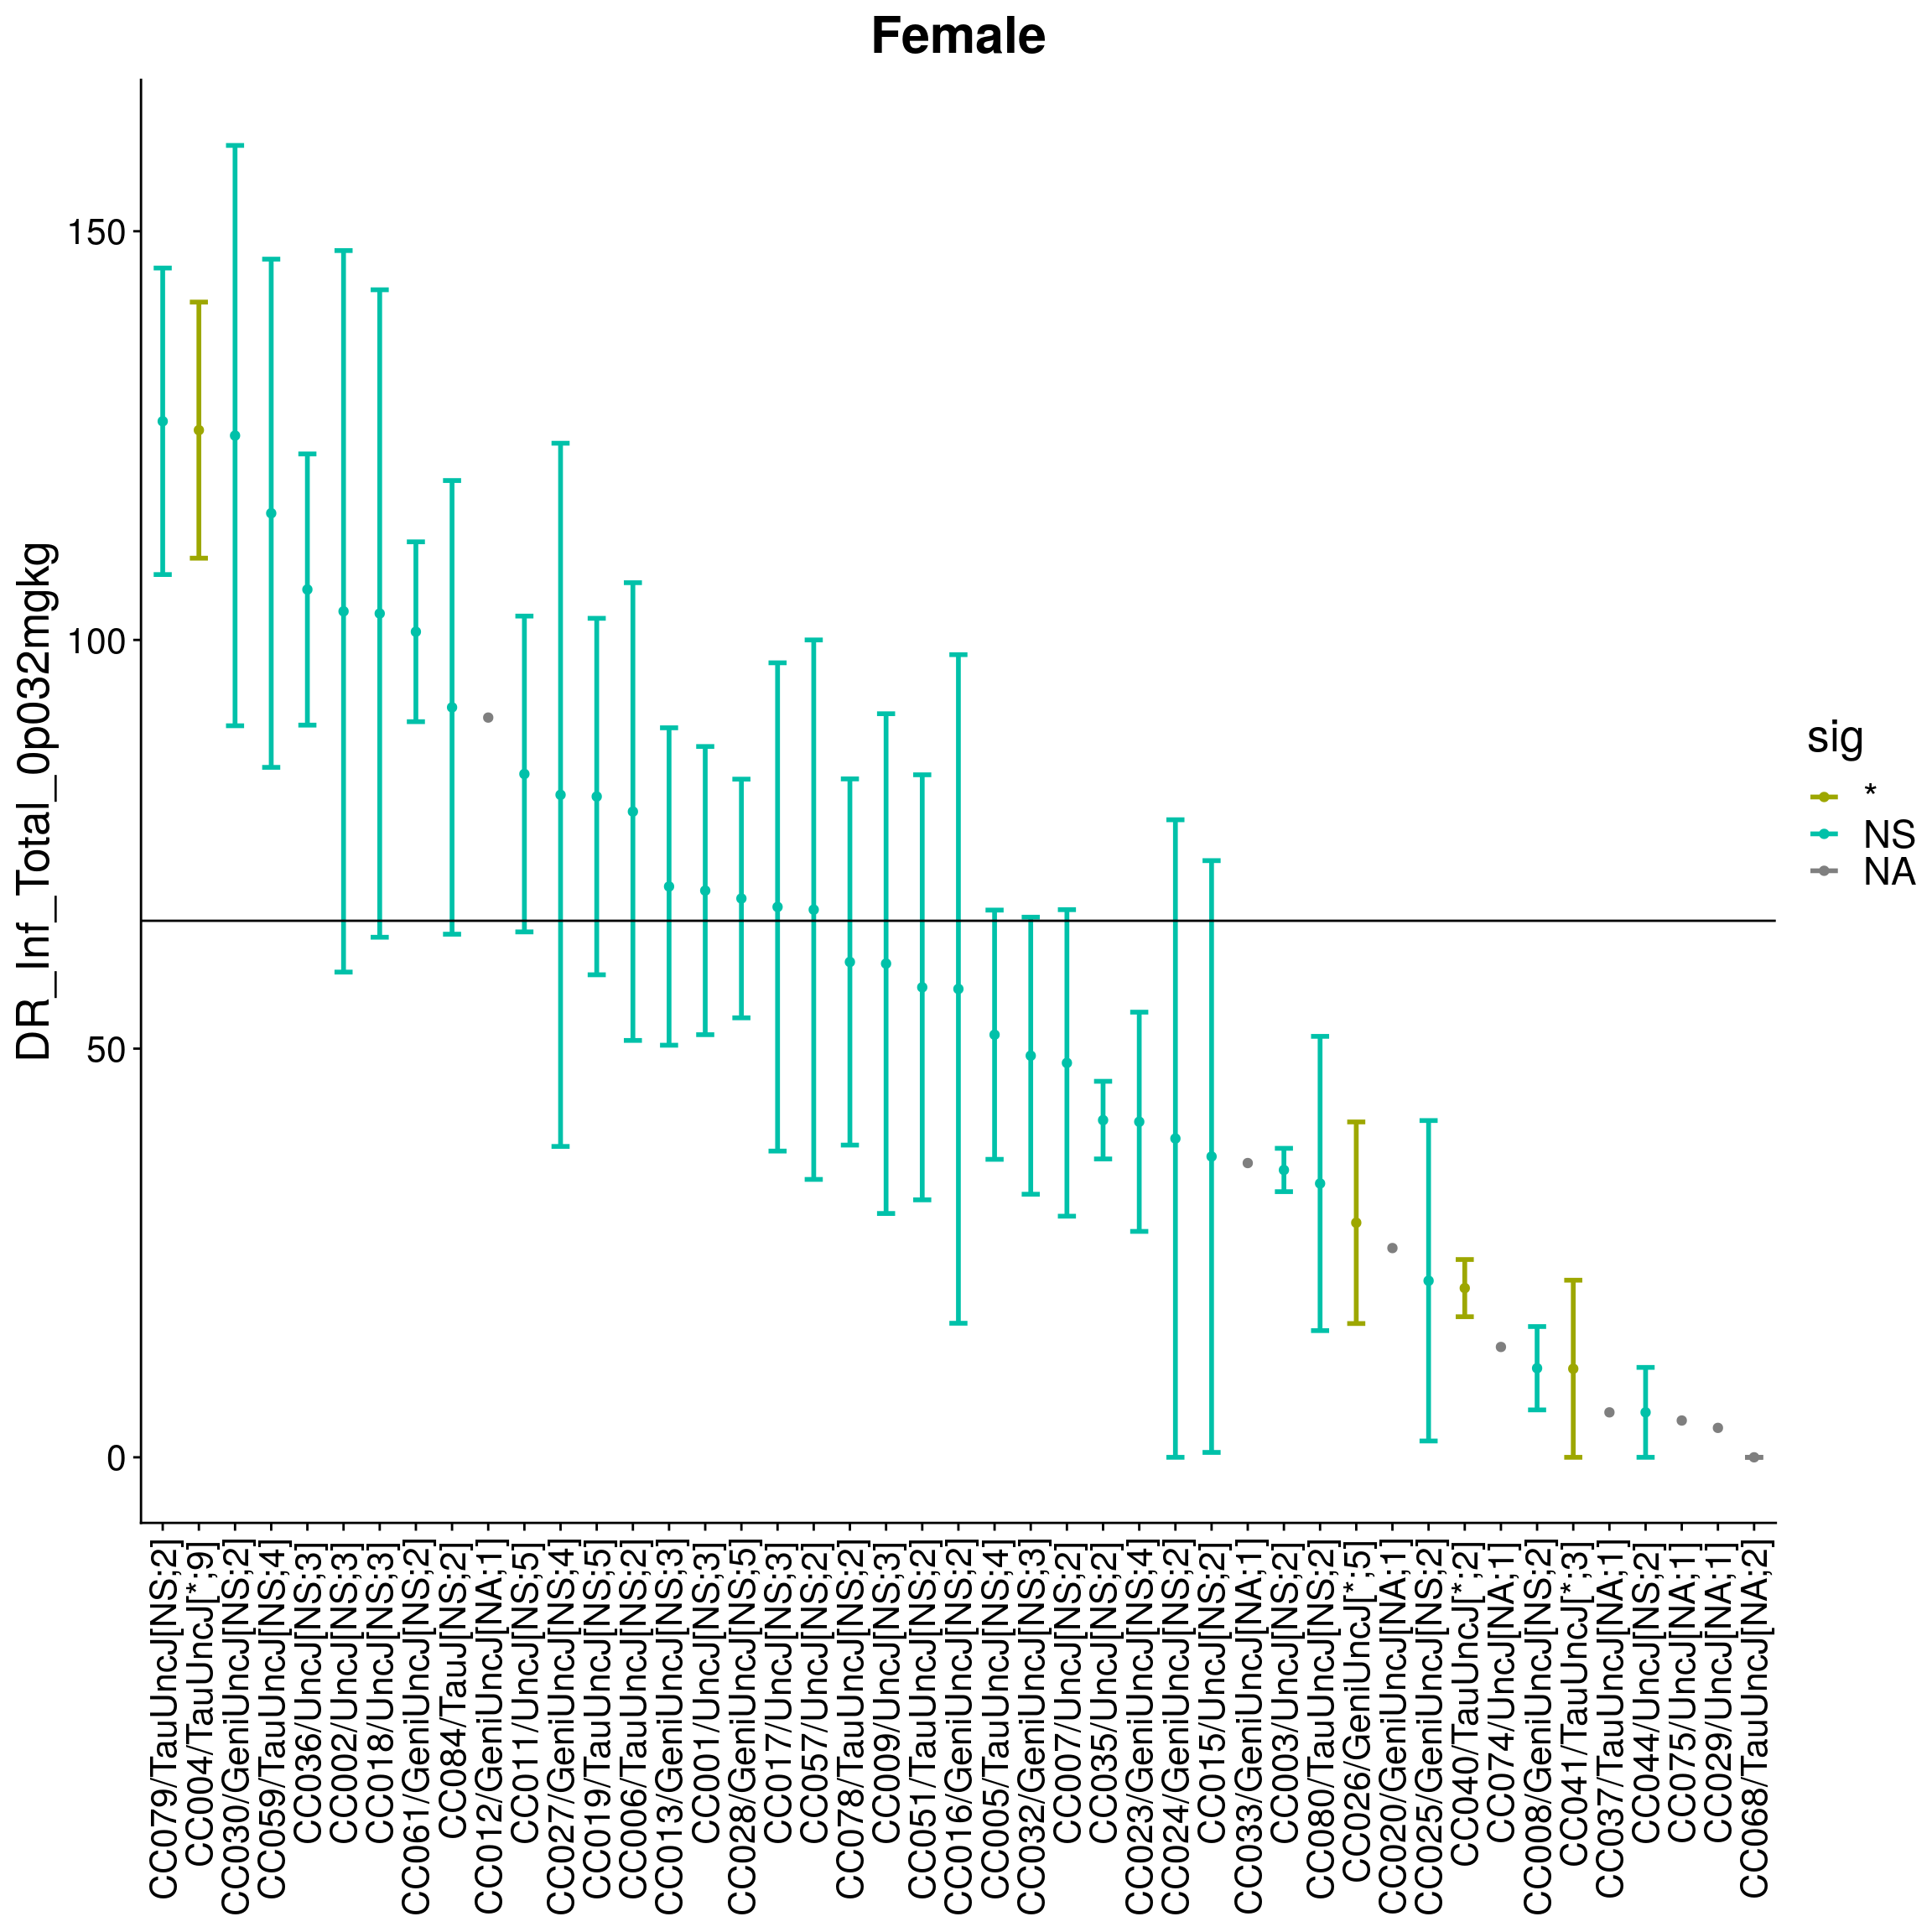 Female
DR_Inf_Total_0p032mgkg
150
100
50
0
CC079/TauUncJ[NS;2]
CC004/TauUncJ[*;9]
CC030/GeniUncJ[NS;2]
CC059/TauUncJ[NS;4]
CC036/UncJ[NS;3]
CC002/UncJ[NS;3]
CC018/UncJ[NS;3]
CC061/GeniUncJ[NS;2]
CC084/TauJ[NS;2]
CC012/GeniUncJ[NA;1]
CC011/UncJ[NS;5]
CC027/GeniUncJ[NS;4]
CC019/TauUncJ[NS;5]
CC006/TauUncJ[NS;2]
CC013/GeniUncJ[NS;3]
CC001/UncJ[NS;3]
CC028/GeniUncJ[NS;5]
CC017/UncJ[NS;3]
CC057/UncJ[NS;2]
CC078/TauUncJ[NS;2]
CC009/UncJ[NS;3]
CC051/TauUncJ[NS;2]
CC016/GeniUncJ[NS;2]
CC005/TauUncJ[NS;4]
CC032/GeniUncJ[NS;3]
CC007/UncJ[NS;2]
CC035/UncJ[NS;2]
CC023/GeniUncJ[NS;4]
CC024/GeniUncJ[NS;2]
CC015/UncJ[NS;2]
CC033/GeniUncJ[NA;1]
CC003/UncJ[NS;2]
CC080/TauUncJ[NS;2]
CC026/GeniUncJ[*;5]
CC020/GeniUncJ[NA;1]
CC025/GeniUncJ[NS;2]
CC040/TauUncJ[*;2]
CC074/UncJ[NA;1]
CC008/GeniUncJ[NS;2]
CC041/TauUncJ[*;3]
CC037/TauUncJ[NA;1]
CC044/UncJ[NS;2]
CC075/UncJ[NA;1]
CC029/UncJ[NA;1]
CC068/TauUncJ[NA;2]
sig
*
NS
NA